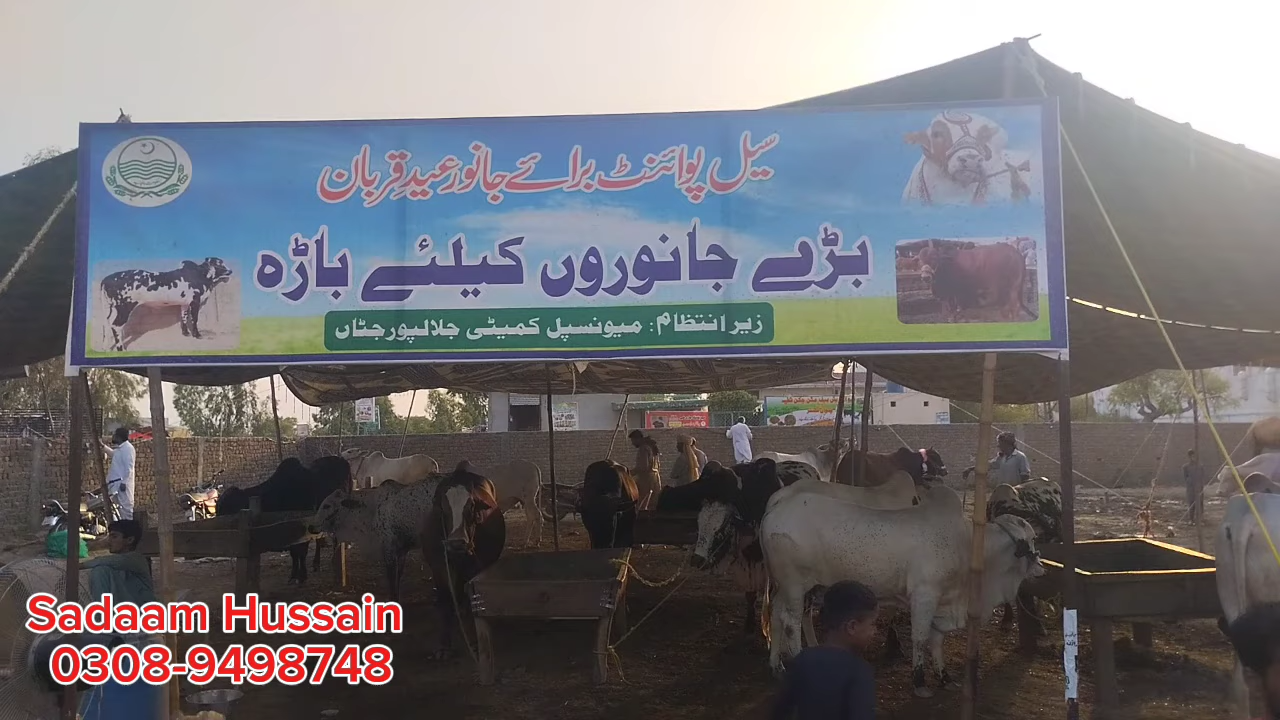 سیل پوائنٹ برائے جانور عیدِ قربان
بڑے جانوروں کیلئے باڑہ
زیر انتظام: میونسپل کمیٹی جلالپورجٹاں
Sadaam Hussain
0308-9498748